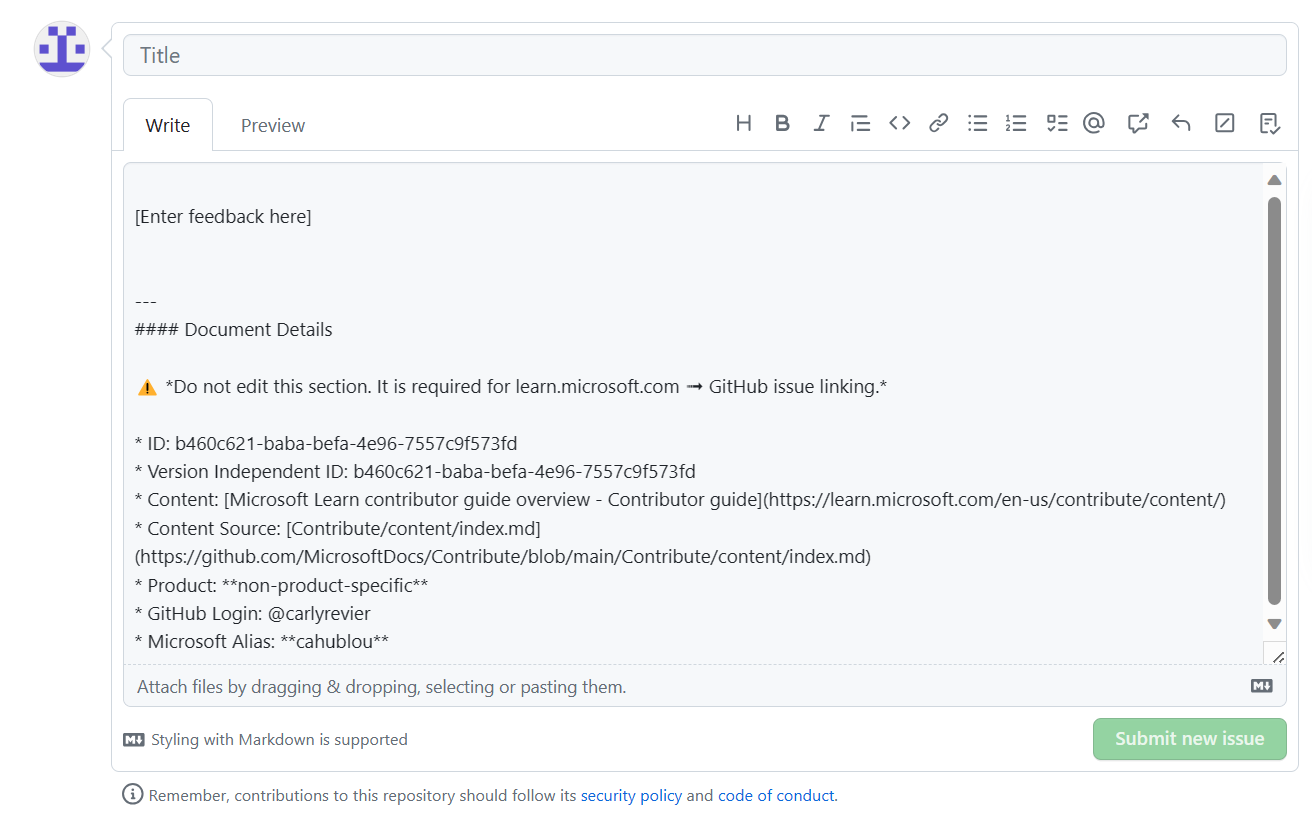 Title
Write
Preview
[Enter feedback here]
---
#### Document Details
⚠ *Do not edit this section. It is required for learn.microsoft.com ➟ GitHub issue linking.*
* ID: b460c621-baba-befa-4e96-7557c9f573fd
* Version Independent ID: b460c621-baba-befa-4e96-7557c9f573fd
* Content: [Microsoft Learn contributor guide overview - Contributor guide](https://learn.microsoft.com/en-us/contribute/content/)
* Content Source: [Contribute/content/index.md]
(https://github.com/MicrosoftDocs/Contribute/blob/main/Contribute/content/index.md)
* Product: **non-product-specific**
* GitHub Login: @carlyrevier
* Microsoft Alias: **cahublou**
Attach files by dragging & dropping, selecting or pasting them.
Styling with Markdown is supported
Submit new issue
Remember, contributions to this repository should follow its security policy and code of conduct.